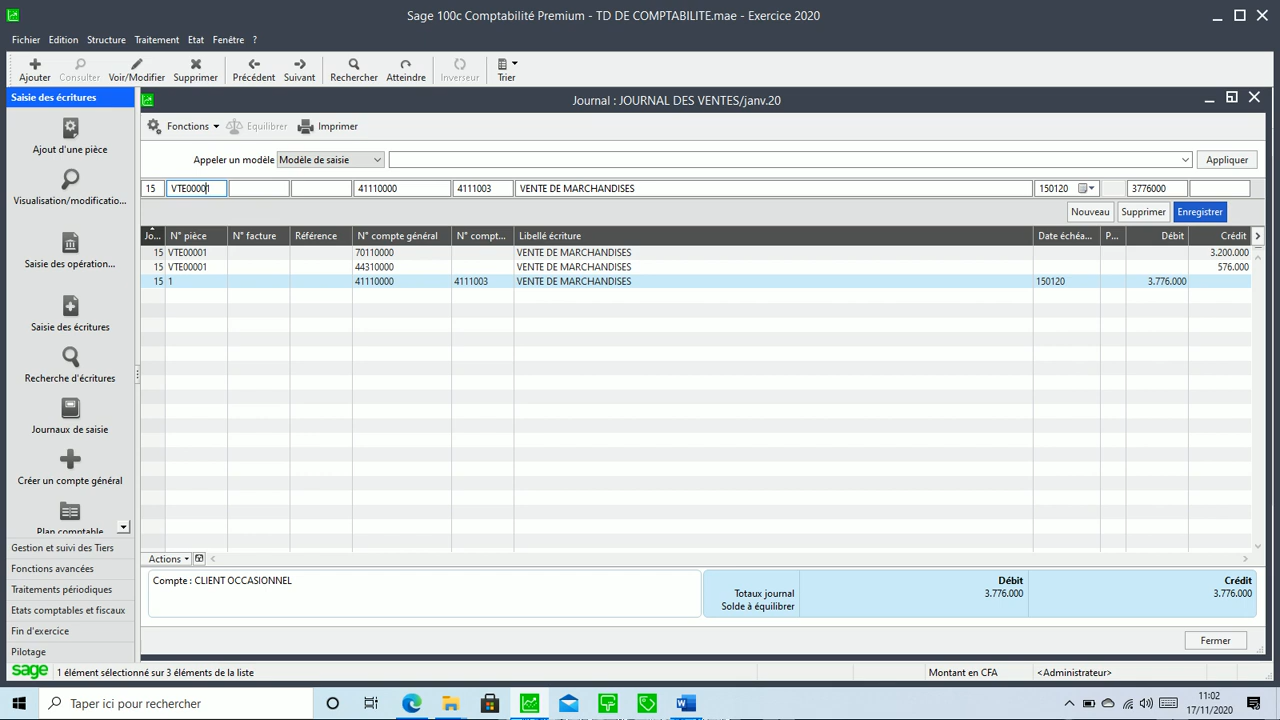 Sage 100c Comptabilité Premium - TD DE COMPTABILITE.mae - Exercice 2020
Fichier Edition Structure Traitement Etat Fenêtre ?
Ajouter Consulter Voir/Modifier Supprimer Précédent Suivant Rechercher Atteindre Inverseur Trier
Saisie des écritures
Journal : JOURNAL DES VENTES/janv.20
Fonctions Equilibrer Imprimer
Ajout d'une pièce
Appeler un modèle Modèle de saisie Appliquer
15 VTE00001 41110000 4111003 VENTE DE MARCHANDISES 150120 3776000
Visualisation/modificatio...
Nouveau Supprimer Enregistrer
Jo... N° pièce N° facture Référence N° compte général N° compt... Libellé écriture Date échéa... P... Débit Crédit
15 VTE00001 70110000 VENTE DE MARCHANDISES 3.200.000
15 VTE00001 44310000 VENTE DE MARCHANDISES 576.000
15 1 41110000 4111003 VENTE DE MARCHANDISES 150120 3.776.000
Saisie des opération...
Saisie des écritures
Recherche d'écritures
Journaux de saisie
Créer un compte général
Plan comptable
Gestion et suivi des Tiers
Fonctions avancées
Traitements périodiques
Etats comptables et fiscaux
Fin d'exercice
Pilotage
Actions
Compte : CLIENT OCCASIONNEL
Débit Crédit
Totaux journal 3.776.000 3.776.000
Solde à équilibrer
Fermer
sage 1 élément sélectionné sur 3 éléments de la liste Montant en CFA <Administrateur>
Taper ici pour rechercher
11:02
17/11/2020